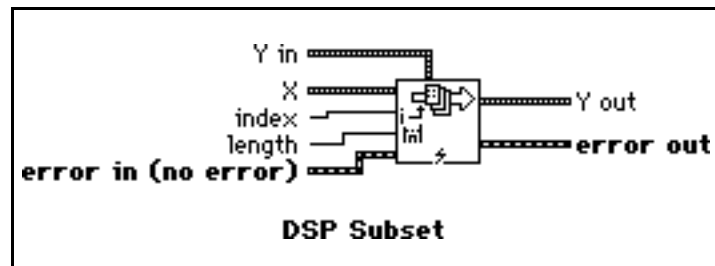 Y in
X
index
length
error in (no error)
Y out
error out
DSP Subset